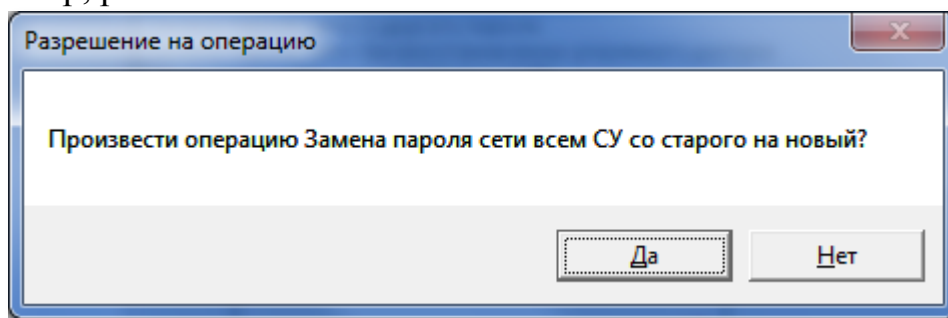 Разрешение на операцию
Произвести операцию Замена пароля сети всем СУ со старого на новый?
Да
Нет